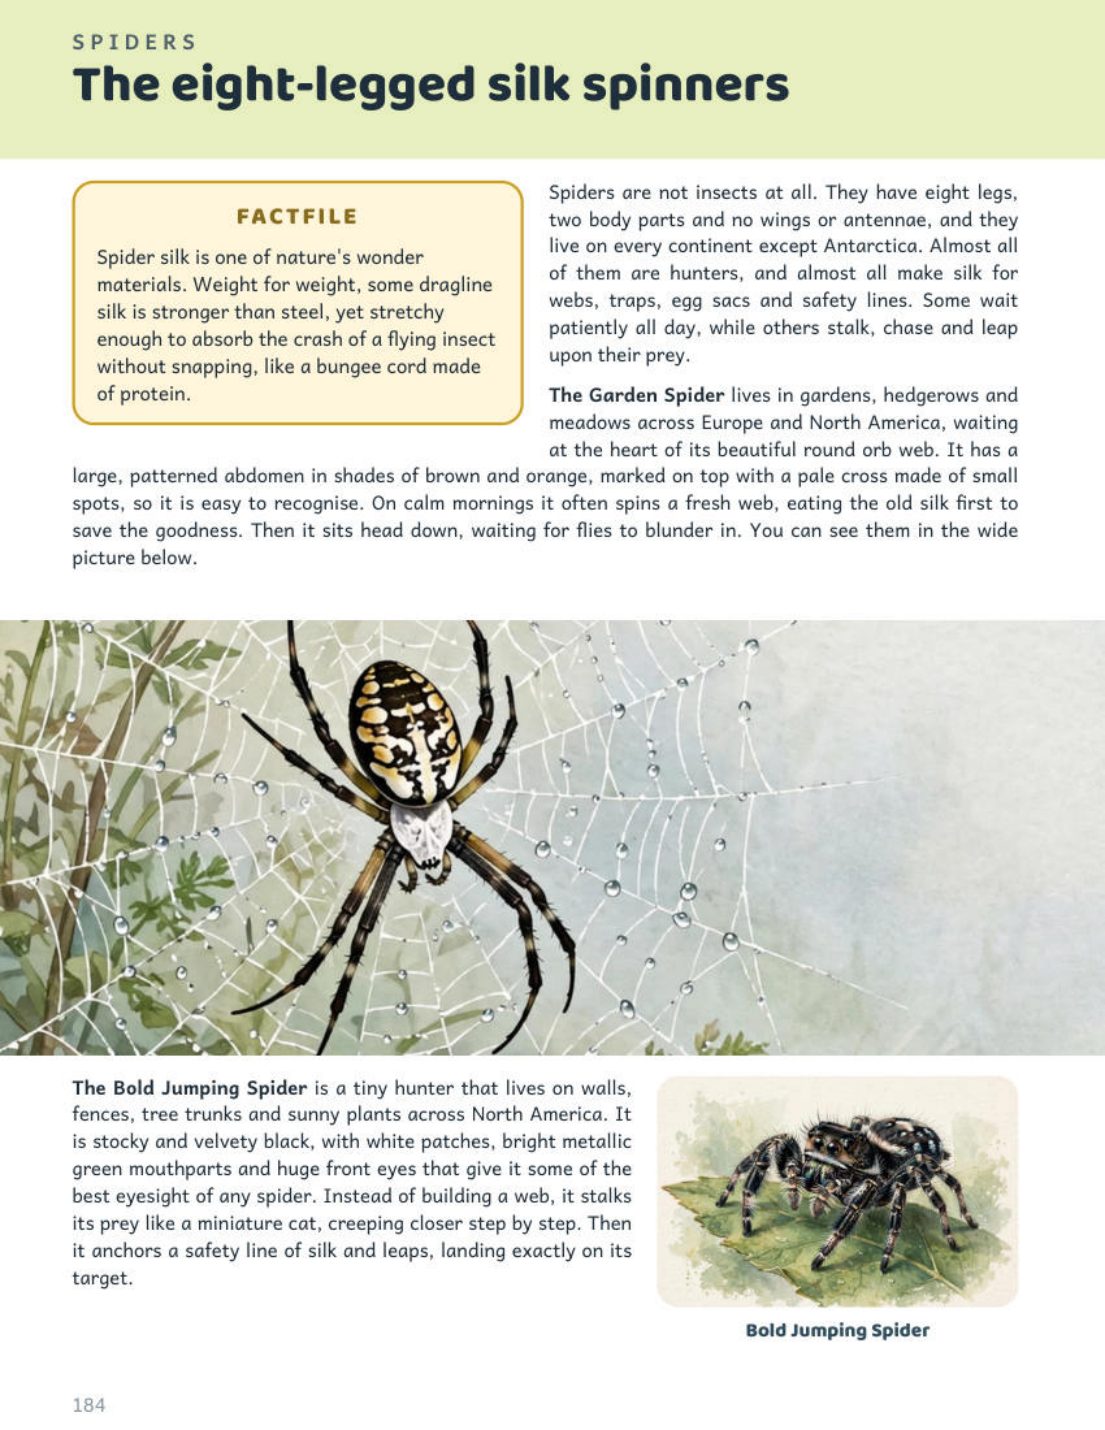 SPIDERS
The eight-legged silk spinners
FACTFILE
Spider silk is one of nature's wonder
materials. Weight for weight, some dragline
silk is stronger than steel, yet stretchy
enough to absorb the crash of a flying insect
without snapping, like a bungee cord made
of protein.
Spiders are not insects at all. They have eight legs,
two body parts and no wings or antennae, and they
live on every continent except Antarctica. Almost all
of them are hunters, and almost all make silk for
webs, traps, egg sacs and safety lines. Some wait
patiently all day, while others stalk, chase and leap
upon their prey.
The Garden Spider lives in gardens, hedgerows and
meadows across Europe and North America, waiting
at the heart of its beautiful round orb web. It has a
large, patterned abdomen in shades of brown and orange, marked on top with a pale cross made of small
spots, so it is easy to recognise. On calm mornings it often spins a fresh web, eating the old silk first to
save the goodness. Then it sits head down, waiting for flies to blunder in. You can see them in the wide
picture below.
The Bold Jumping Spider is a tiny hunter that lives on walls,
fences, tree trunks and sunny plants across North America. It
is stocky and velvety black, with white patches, bright metallic
green mouthparts and huge front eyes that give it some of the
best eyesight of any spider. Instead of building a web, it stalks
its prey like a miniature cat, creeping closer step by step. Then
it anchors a safety line of silk and leaps, landing exactly on its
target.
Bold Jumping Spider
184